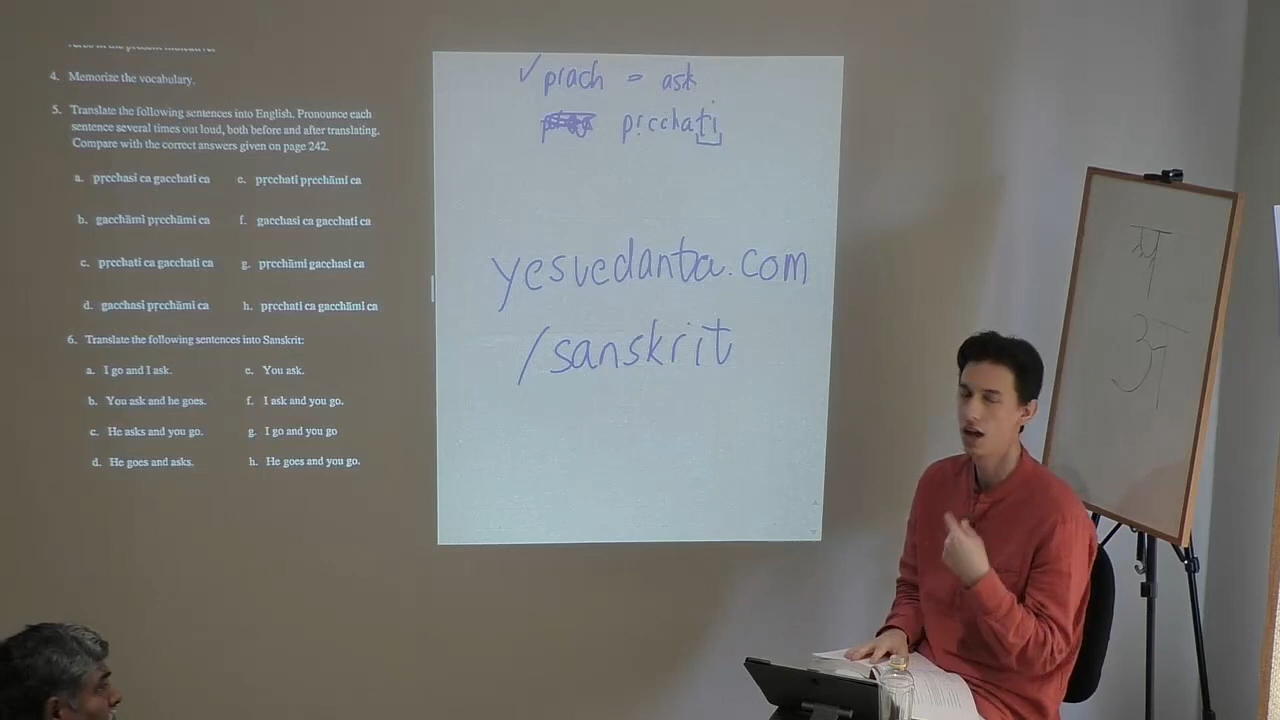 4. Memorize the vocabulary.
5. Translate the following sentences into English. Pronounce each
sentence several times out loud, both before and after translating.
Compare with the correct answers given on page 242.
a. pṛcchasi ca gacchati ca
e. pṛcchati pṛcchāmi ca
b. gacchāmi pṛcchāmi ca
f. gacchasi ca gacchati ca
c. pṛcchati ca gacchati ca
g. pṛcchāmi gacchasi ca
d. gacchasi pṛcchāmi ca
h. pṛcchati ca gacchāmi ca
6. Translate the following sentences into Sanskrit:
a. I go and I ask.
e. You ask.
b. You ask and he goes.
f. I ask and you go.
c. He asks and you go.
g. I go and you go
d. He goes and asks.
h. He goes and you go.
√prach = ask
pṛcchati
yesvedanta.com
/sanskrit
अ